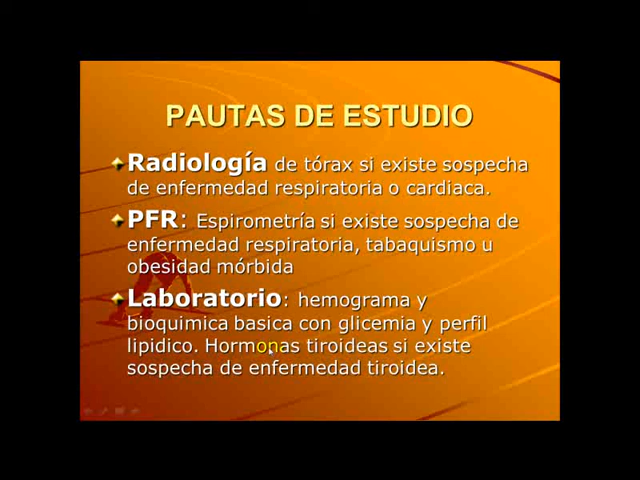 PAUTAS DE ESTUDIO
Radiología de tórax si existe sospecha
de enfermedad respiratoria o cardiaca.
PFR: Espirometría si existe sospecha de
enfermedad respiratoria, tabaquismo u
obesidad mórbida
Laboratorio: hemograma y
bioquimica basica con glicemia y perfil
lipidico. Hormonas tiroideas si existe
sospecha de enfermedad tiroidea.